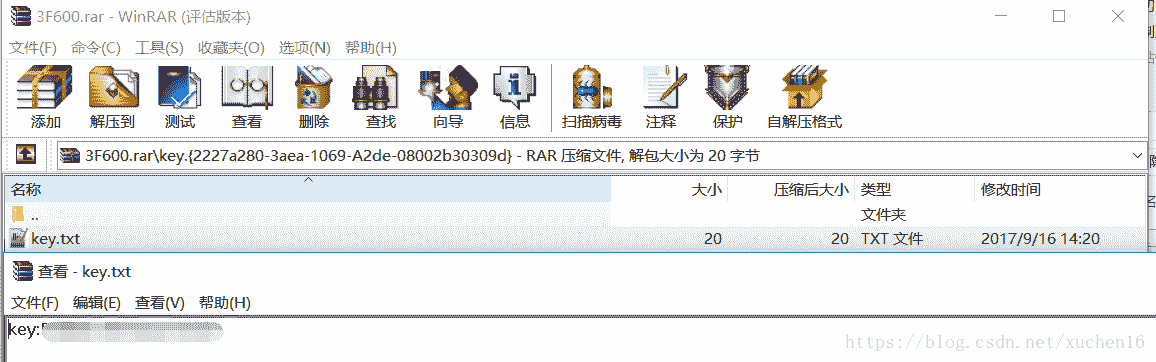 3F600.rar - WinRAR (评估版本)
文件(F) 命令(C) 工具(S) 收藏夹(O) 选项(N) 帮助(H)
添加 解压到 测试 查看 删除 查找 向导 信息 扫描病毒 注释 保护 自解压格式
3F600.rar\key.{2227a280-3aea-1069-A2de-08002b30309d} - RAR 压缩文件, 解包大小为 20 字节
名称 大小 压缩后大小 类型 修改时间
.. 文件夹
key.txt 20 20 TXT 文件 2017/9/16 14:20
查看 - key.txt
文件(F) 编辑(E) 查看(V) 帮助(H)
key:
https://blog.csdn.net/xuchen16